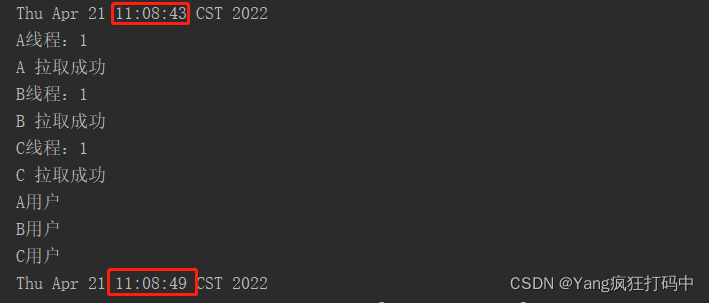 Thu Apr 21 11:08:43 CST 2022
A线程：1
A 拉取成功
B线程：1
B 拉取成功
C线程：1
C 拉取成功
A用户
B用户
C用户
Thu Apr 21 11:08:49 CST 2022
CSDN @Yang疯狂打码中